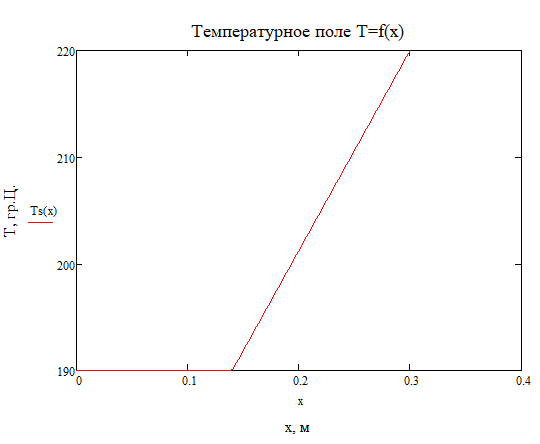 Температурное поле T=f(x)
220
210
200
190
T, гр.Ц.
Ts(x)
0
0.1
0.2
0.3
0.4
x
x, м